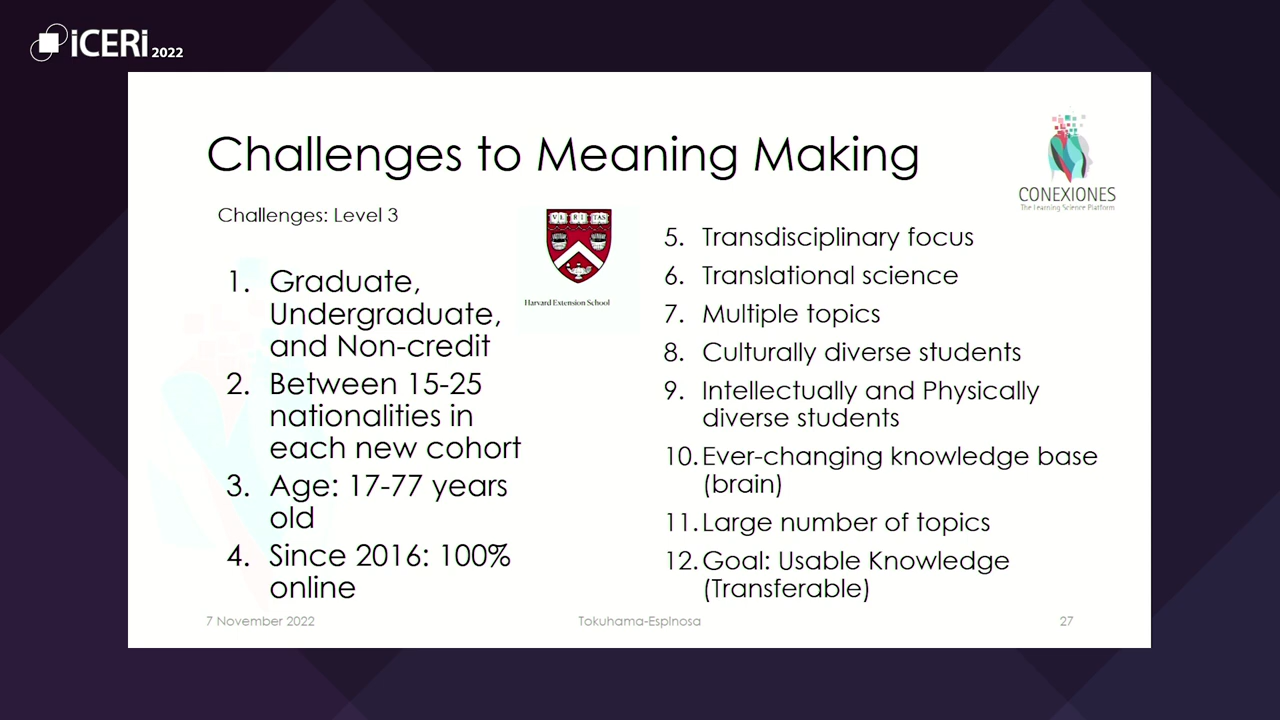 iCERi 2022
Challenges to Meaning Making
CONEXIONES
The Learning Science Platform
Challenges: Level 3
VE RI TAS
Harvard Extension School
1. Graduate,
Undergraduate,
and Non-credit
2. Between 15-25
nationalities in
each new cohort
3. Age: 17-77 years
old
4. Since 2016: 100%
online
5. Transdisciplinary focus
6. Translational science
7. Multiple topics
8. Culturally diverse students
9. Intellectually and Physically
diverse students
10. Ever-changing knowledge base
(brain)
11. Large number of topics
12. Goal: Usable Knowledge
(Transferable)
7 November 2022
Tokuhama-Espinosa
27